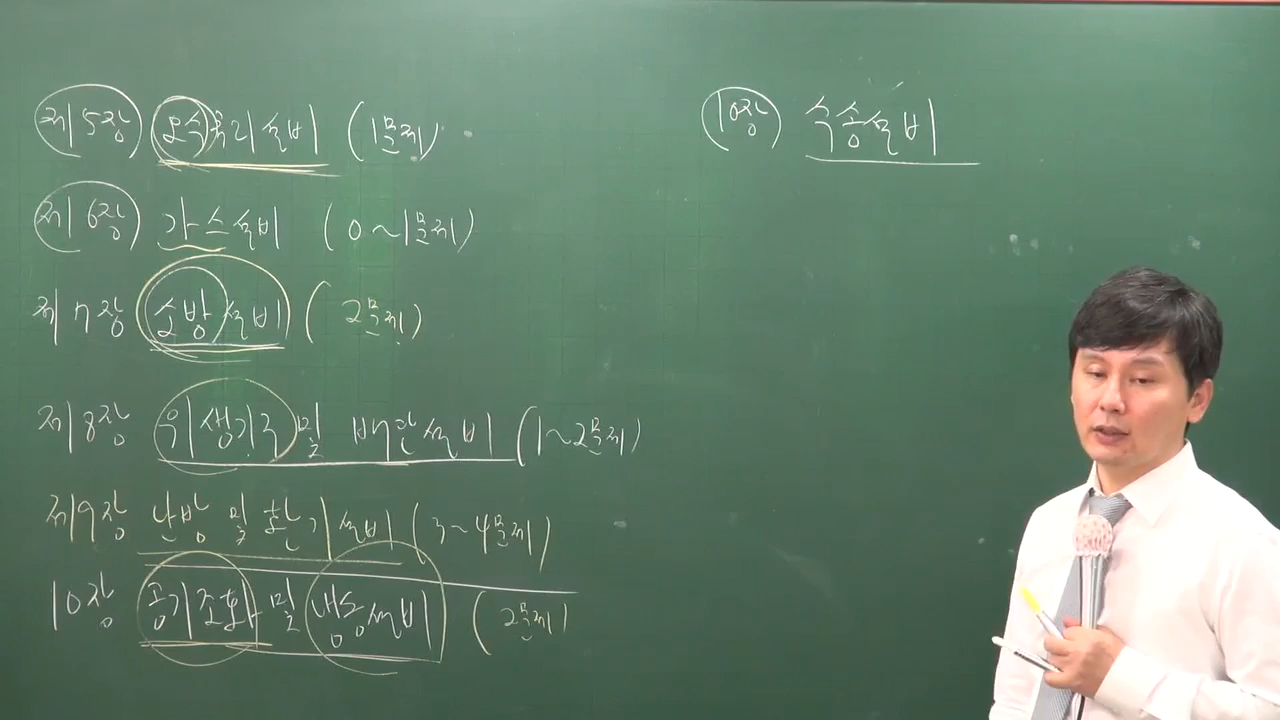 제5장 오수처리설비 (1문제)
제6장 가스설비 (0~1문제)
제7장 소방설비 (2문제)
제8장 위생기구 및 배관설비 (1~2문제)
제9장 난방 및 환기설비 (3~4문제)
10장 공기조화 및 냉동설비 (2문제)
10장 수송설비